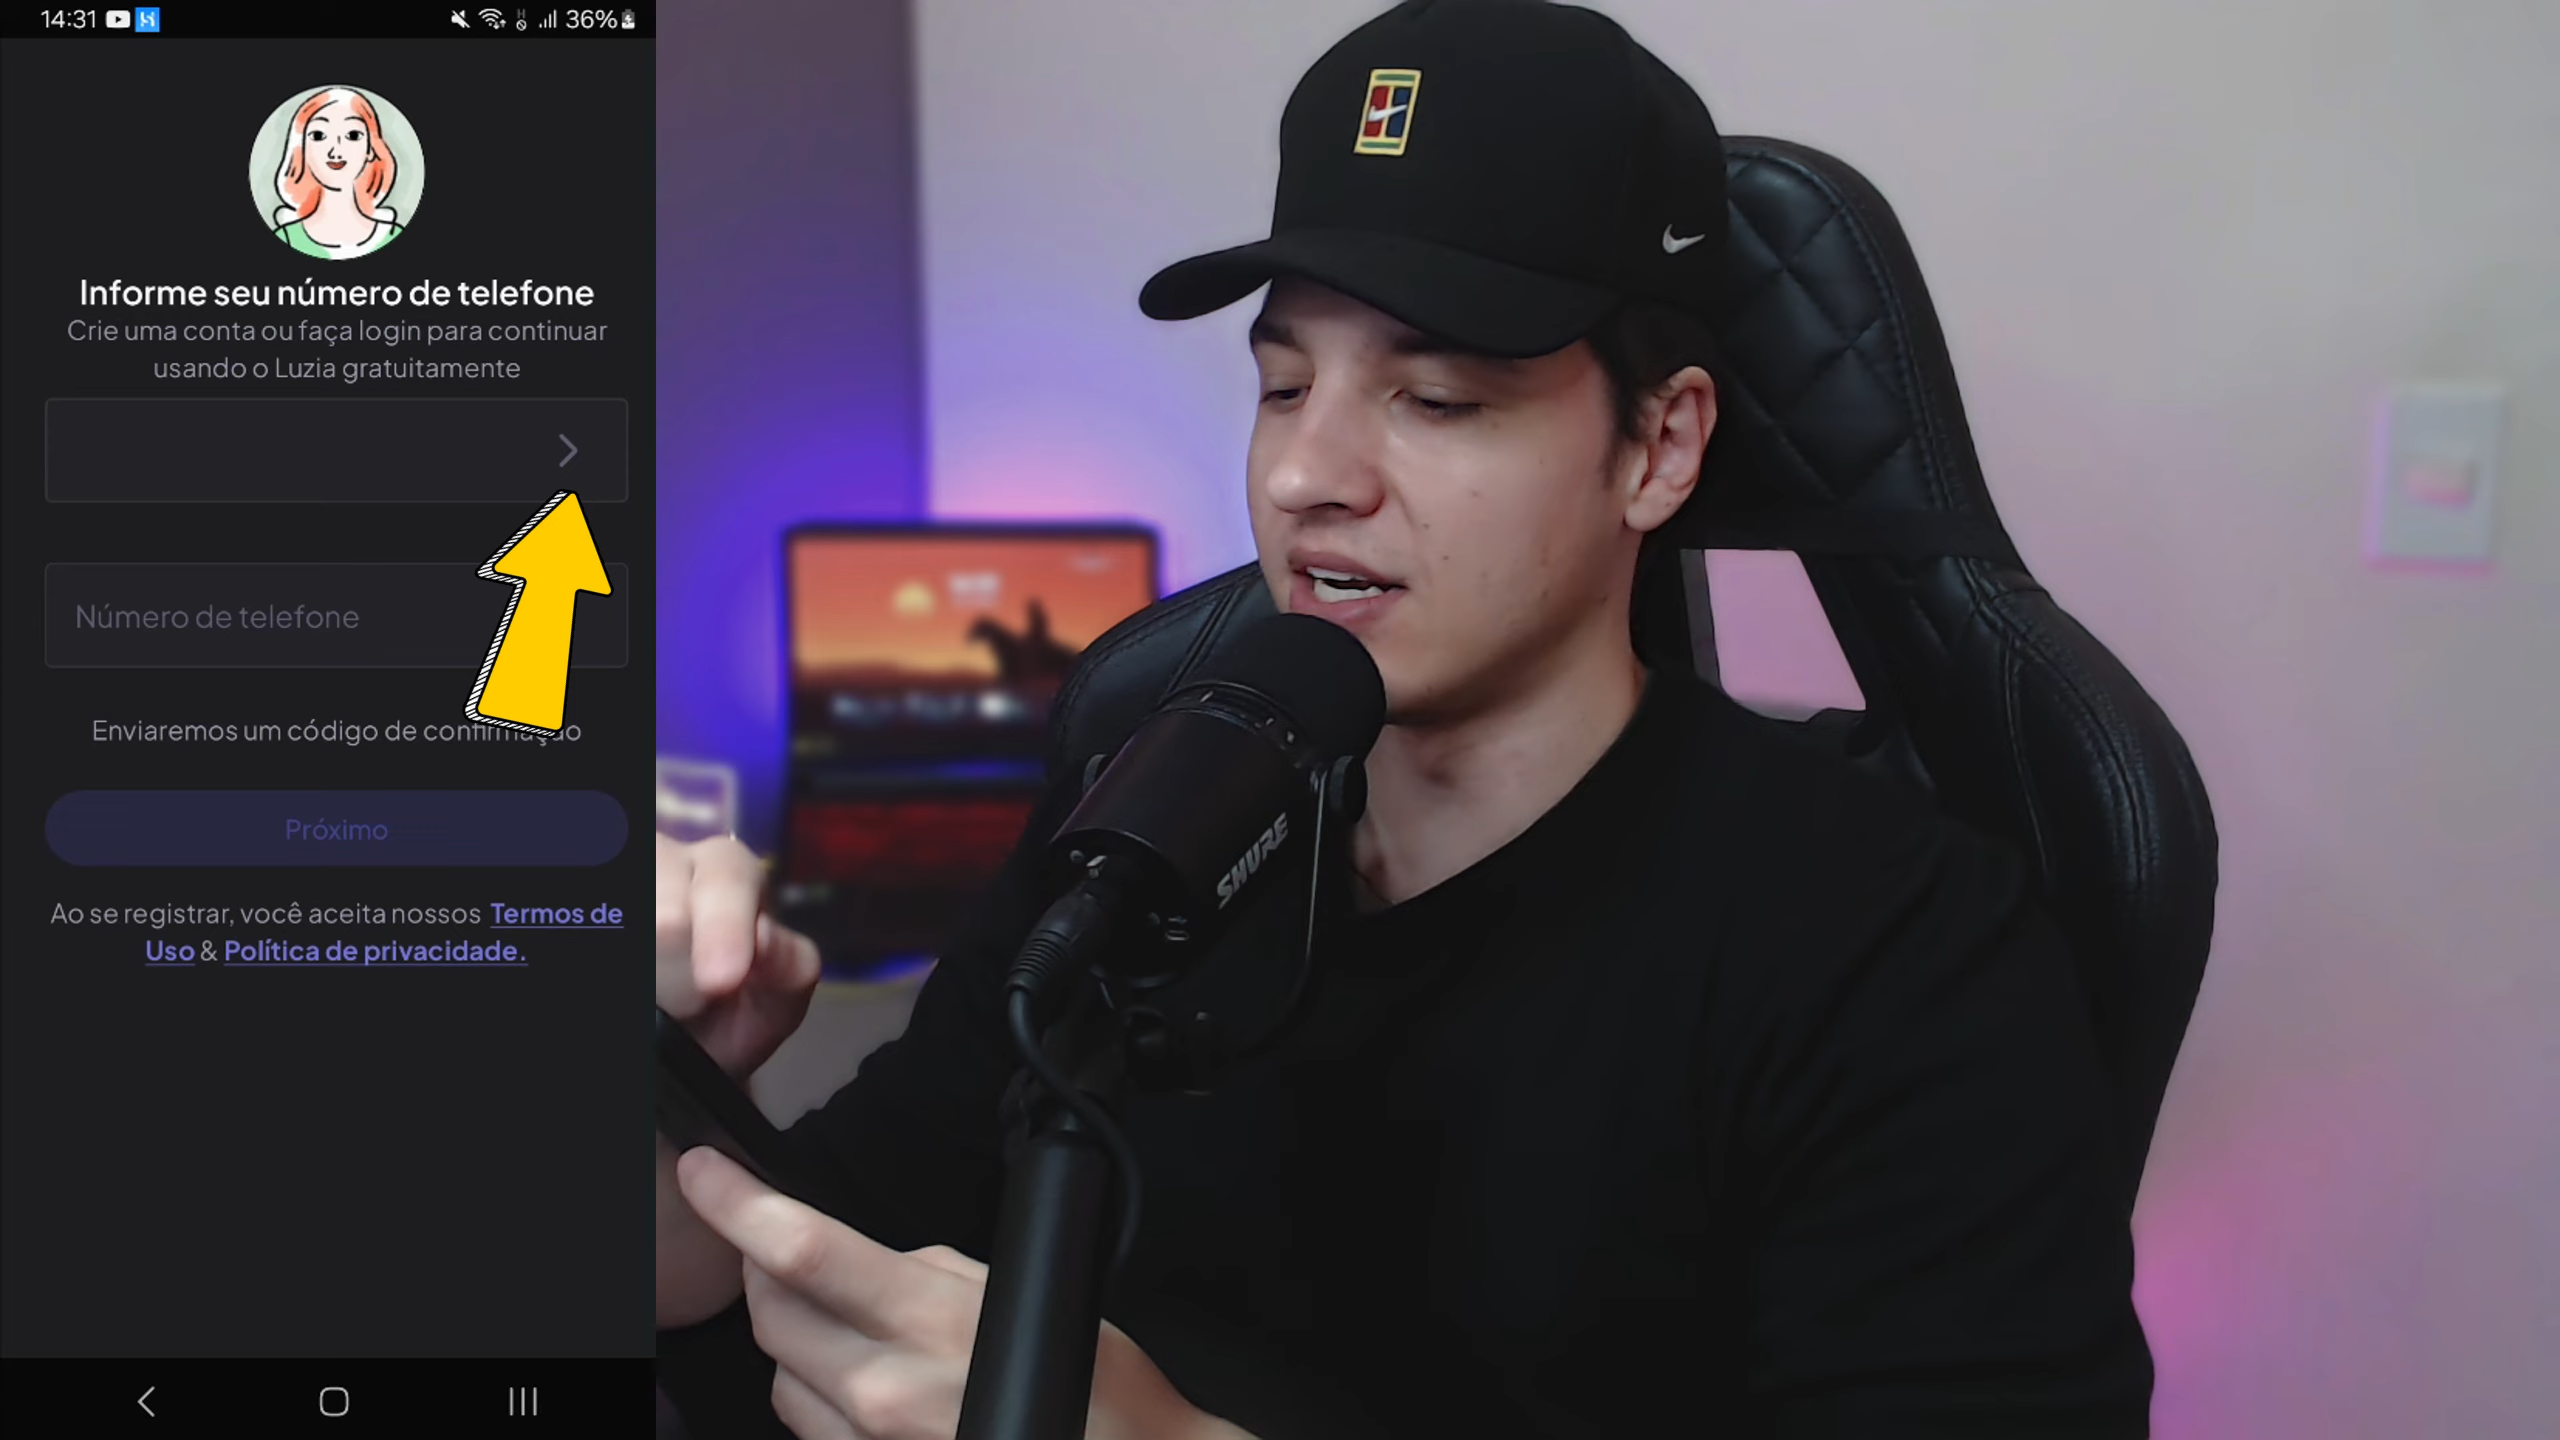 14:31
36%
Informe seu número de telefone
Crie uma conta ou faça login para continuar
usando o Luzia gratuitamente
Número de telefone
Enviaremos um código de confirmação
Próximo
Ao se registrar, você aceita nossos Termos de
Uso & Política de privacidade.
SHURE